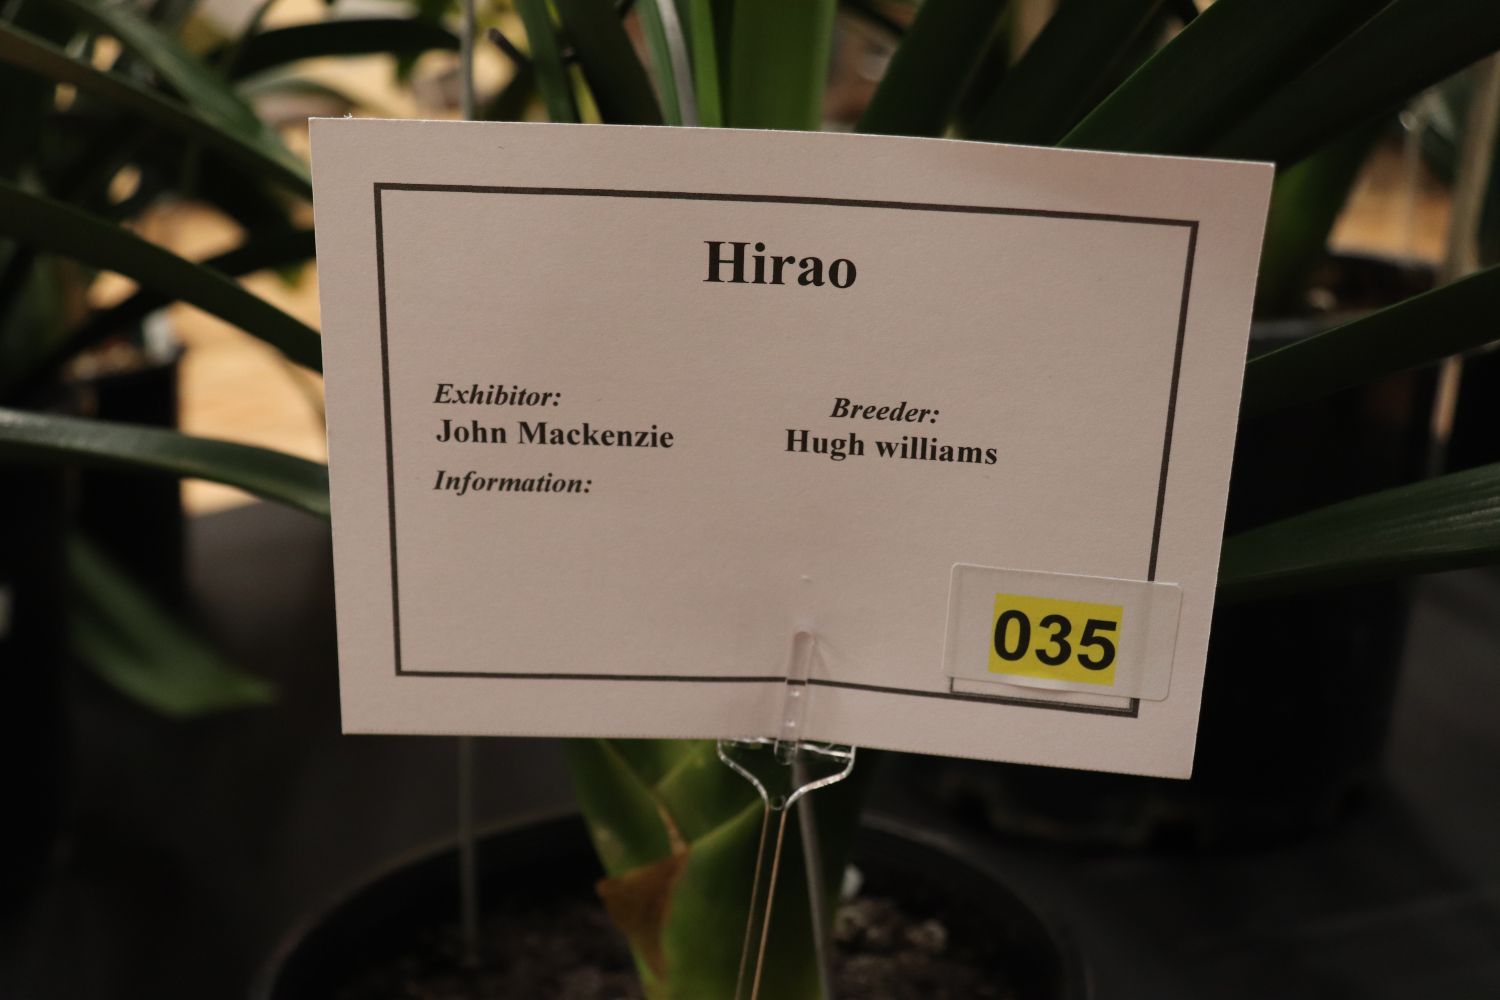 Hirao
Exhibitor:
John Mackenzie
Breeder:
Hugh williams
Information:
035